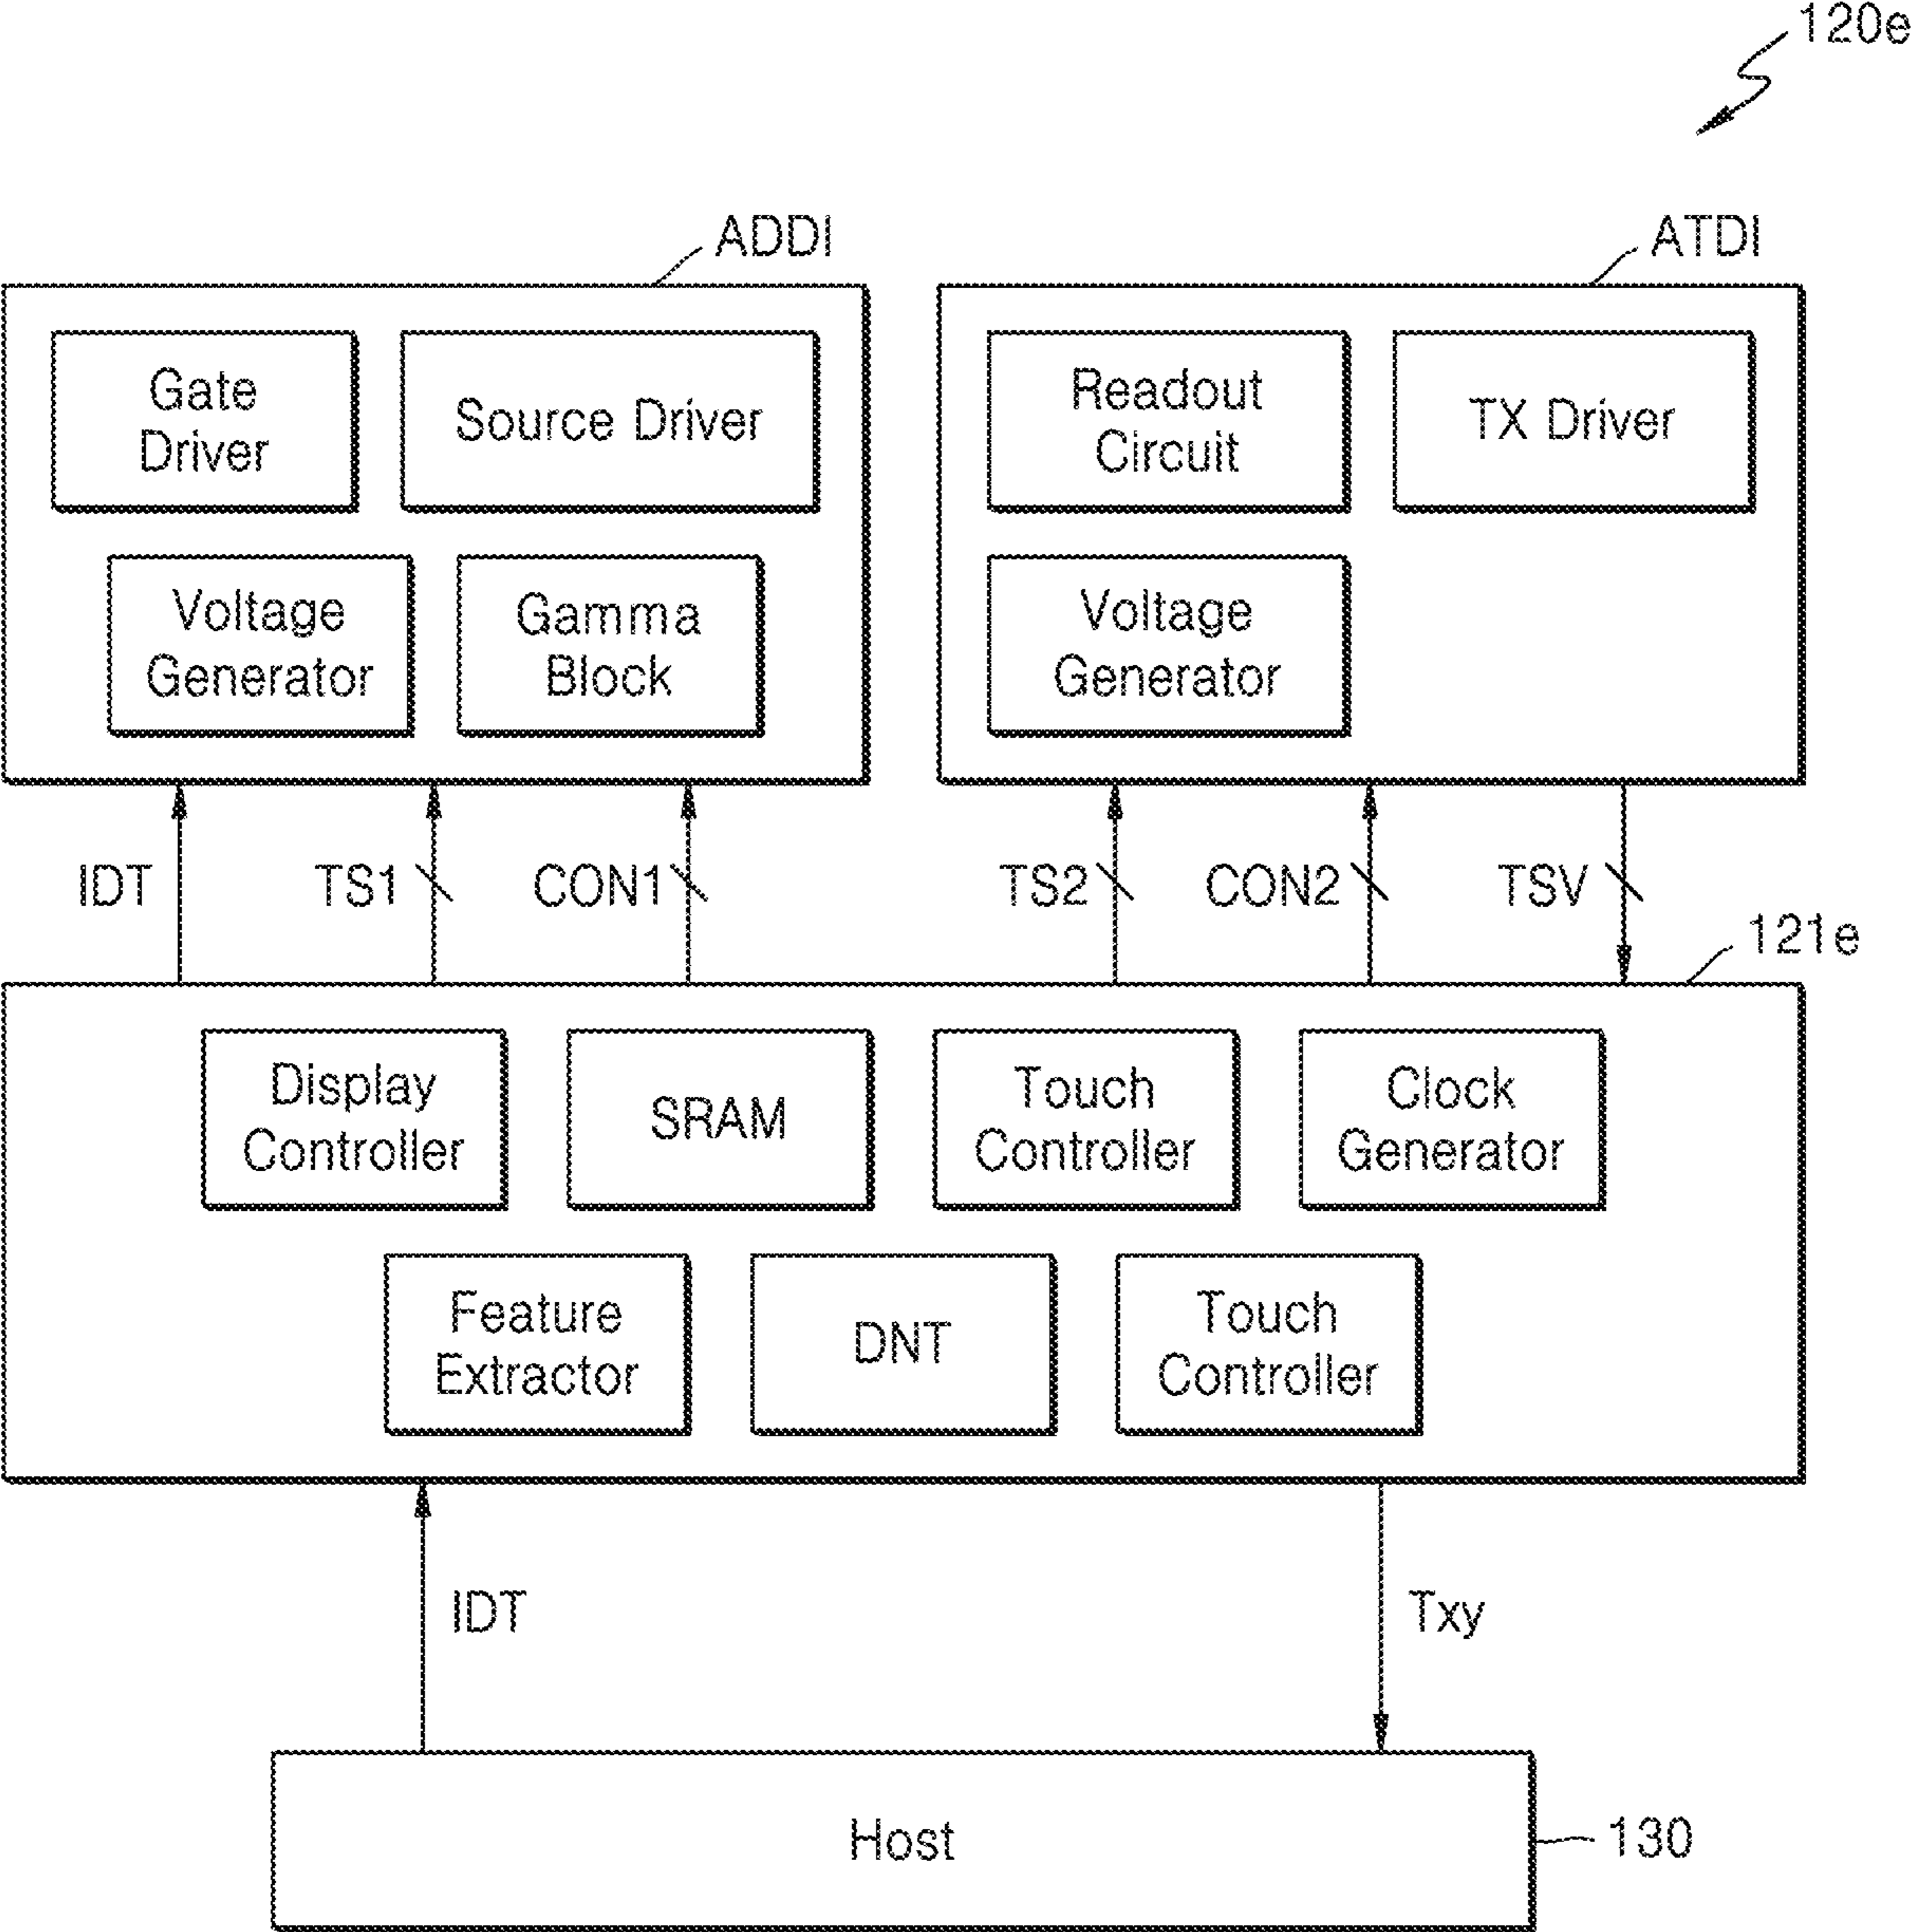 120e
ADDI
ATDI
Gate
Driver
Source Driver
Readout
Circuit
TX Driver
Voltage
Generator
Gamma
Block
Voltage
Generator
IDT
TS1
CON1
TS2
CON2
TSV
121e
Display
Controller
SRAM
Touch
Controller
Clock
Generator
Feature
Extractor
DNT
Touch
Controller
IDT
Txy
Host
130